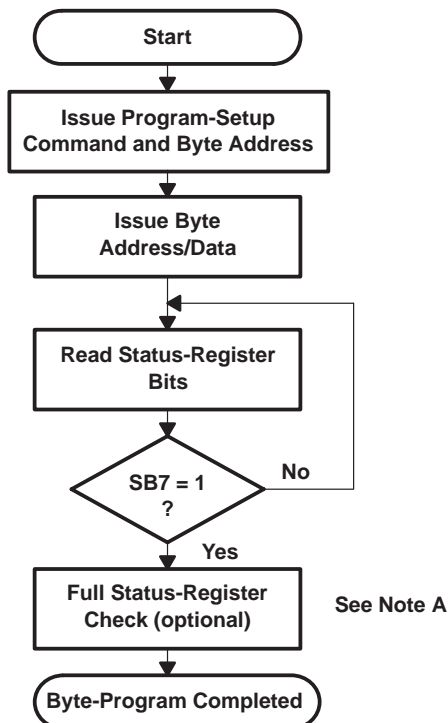 Start
Issue Program-Setup
Command and Byte Address
Issue Byte
Address/Data
Read Status-Register
Bits
SB7 = 1
?
No
Yes
Full Status-Register
Check (optional)
See Note A
Byte-Program Completed